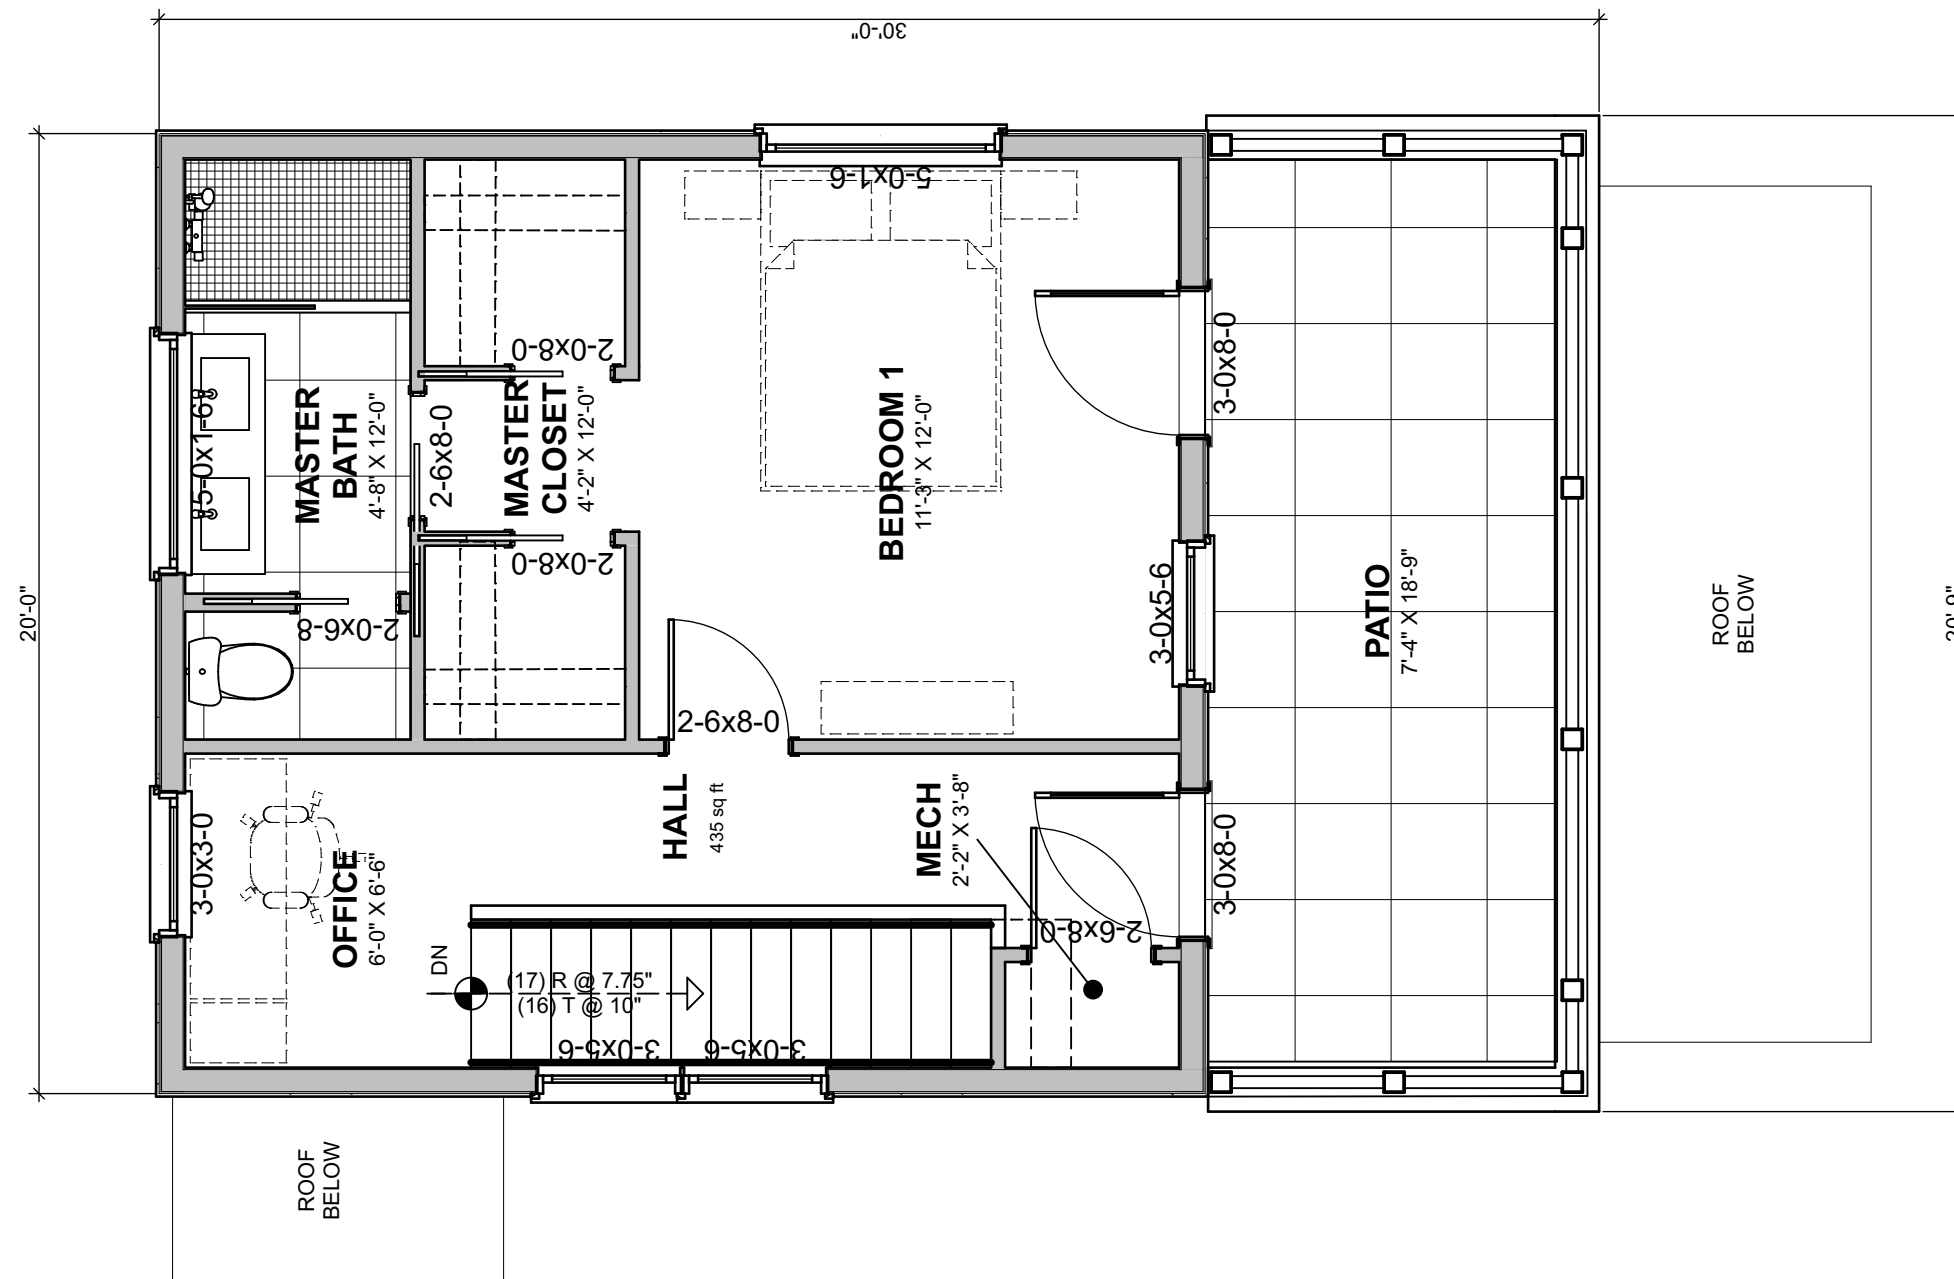 30'-0"
20'-0"
5-0x1-6
5-0x1-6
MASTER
BATH
4'-8" X 12'-0"
2-6x8-0
2-0x8-0
MASTER
CLOSET
4'-2" X 12'-0"
2-0x8-0
2-0x6-8
BEDROOM 1
11'-3" X 12'-0"
3-0x8-0
3-0x5-6
PATIO
7'-4" X 18'-9"
ROOF
BELOW
20'-9"
2-6x8-0
HALL
435 sq ft
MECH
2'-2" X 3'-8"
2-6x8-0
3-0x8-0
3-0x3-0
OFFICE
6'-0" X 6'-6"
DN
(17) R @ 7.75"
(16) T @ 10"
3-0x5-6
3-0x5-6
ROOF
BELOW